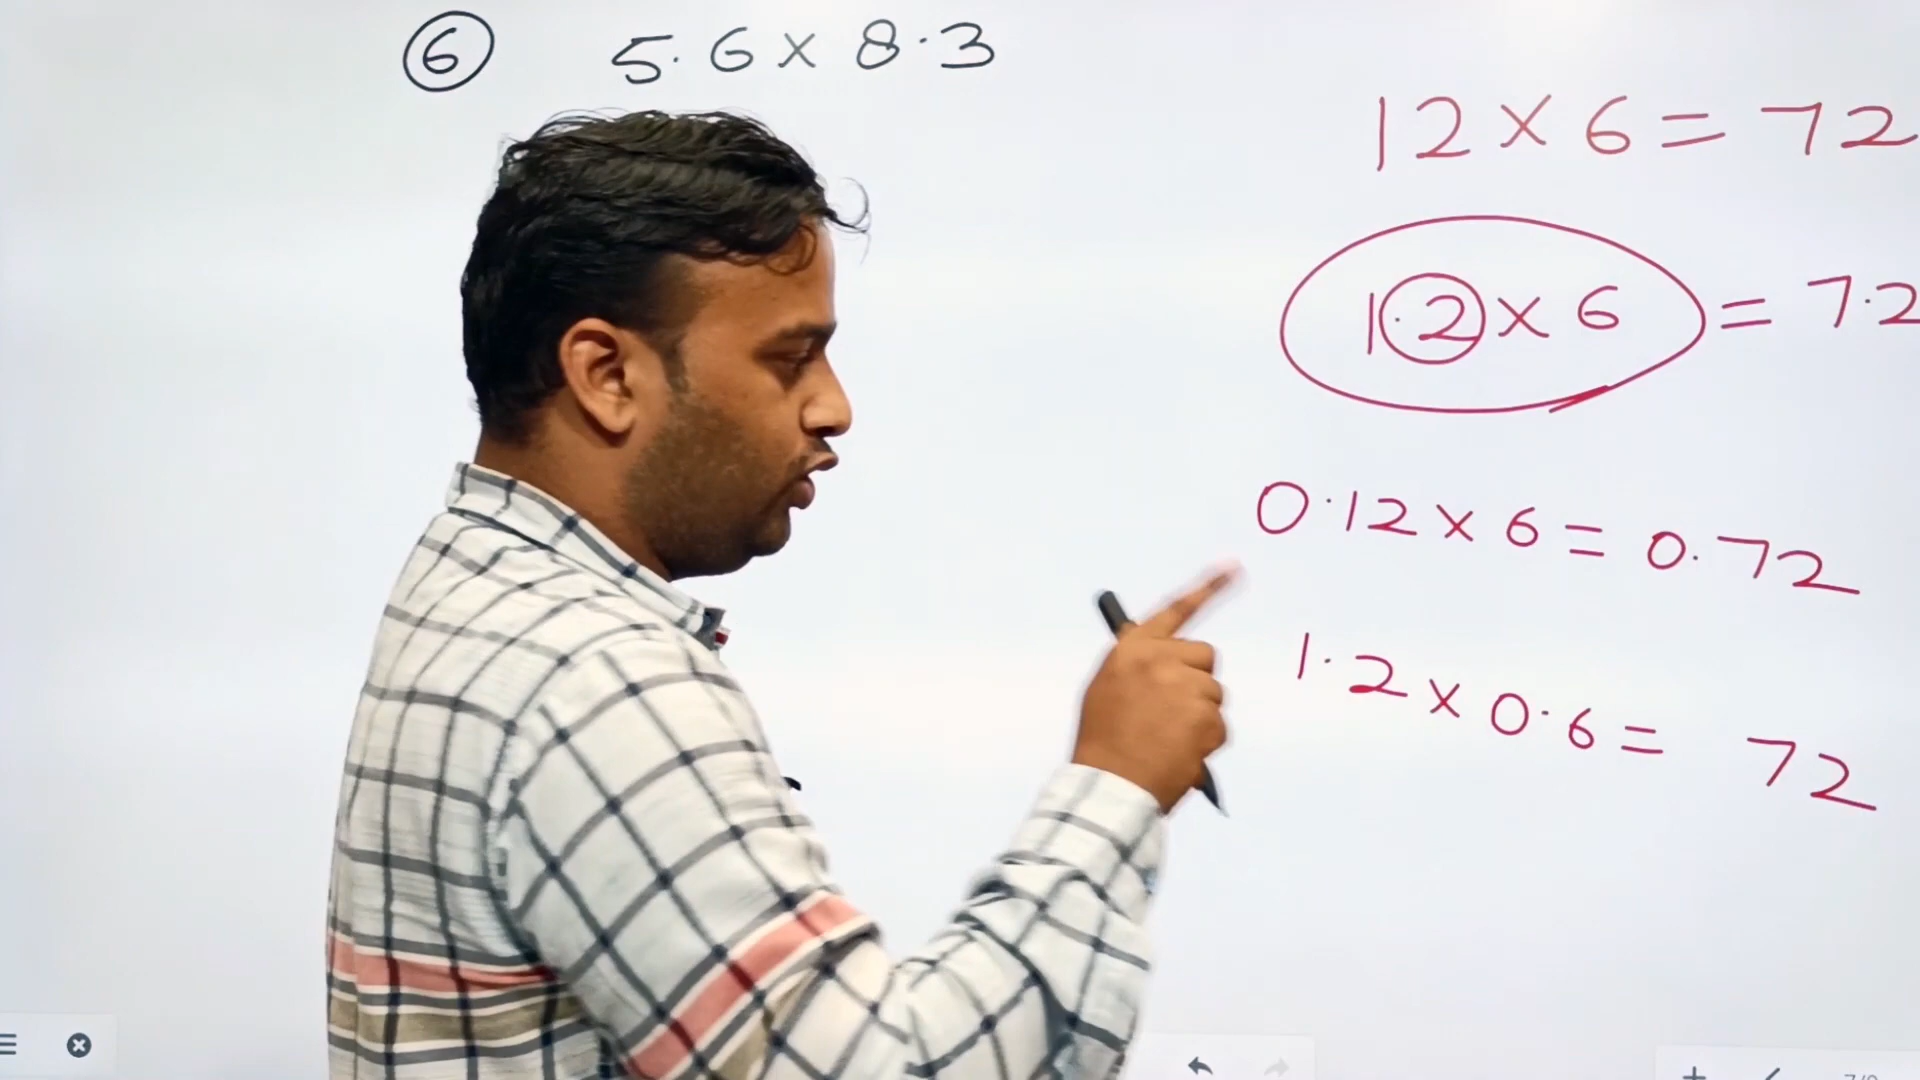 ⑥ 5.6 × 8.3
12 × 6 = 72
1.2 × 6 = 7.2
0.12 × 6 = 0.72
1.2 × 0.6 = 72